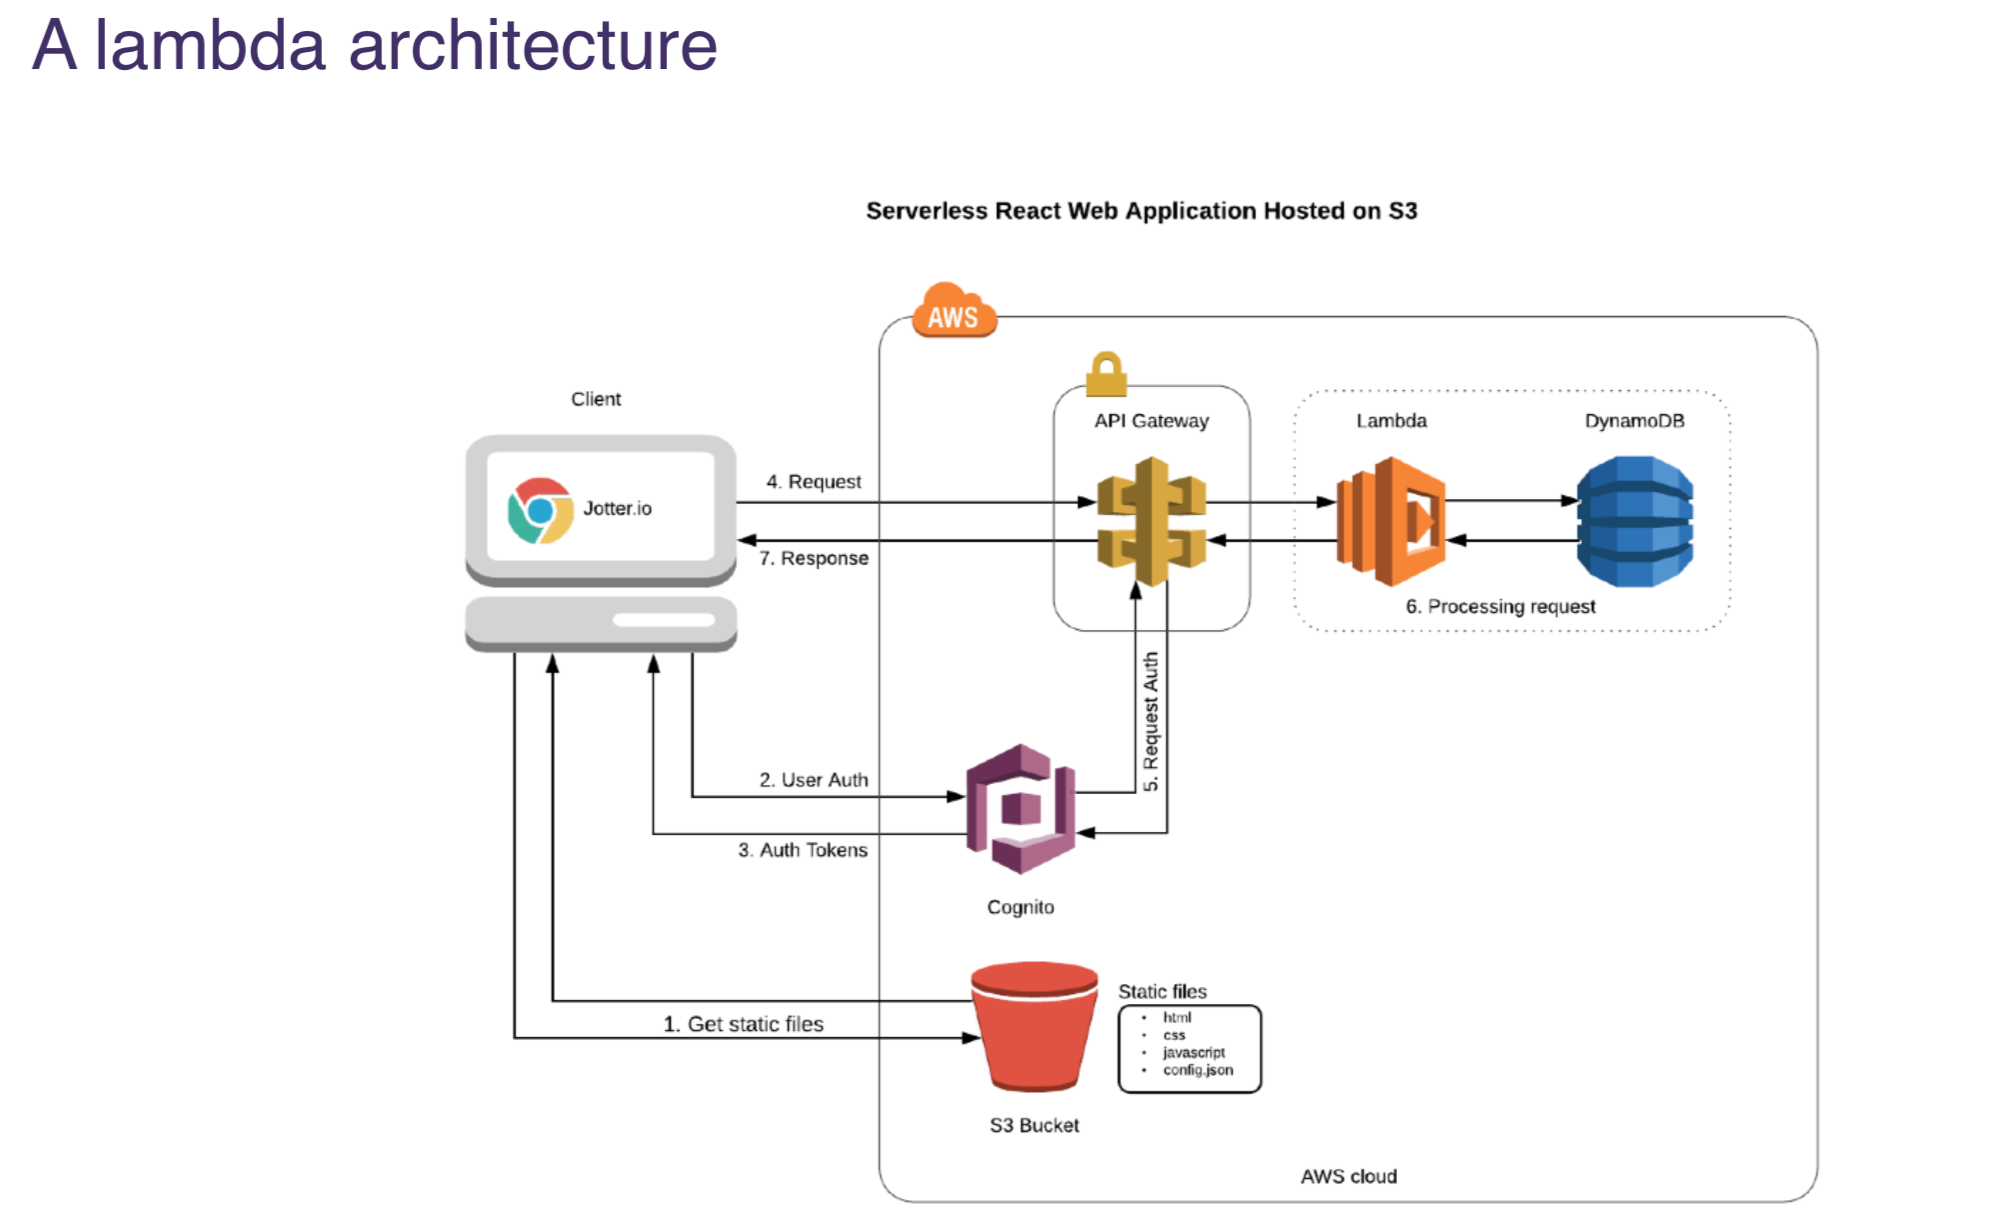 A lambda architecture
Serverless React Web Application Hosted on S3
AWS
Client
API Gateway
Lambda
DynamoDB
4. Request
Jotter.io
7. Response
6. Processing request
5. Request Auth
2. User Auth
3. Auth Tokens
Cognito
Static files
• html
• css
• javascript
• config.json
1. Get static files
S3 Bucket
AWS cloud